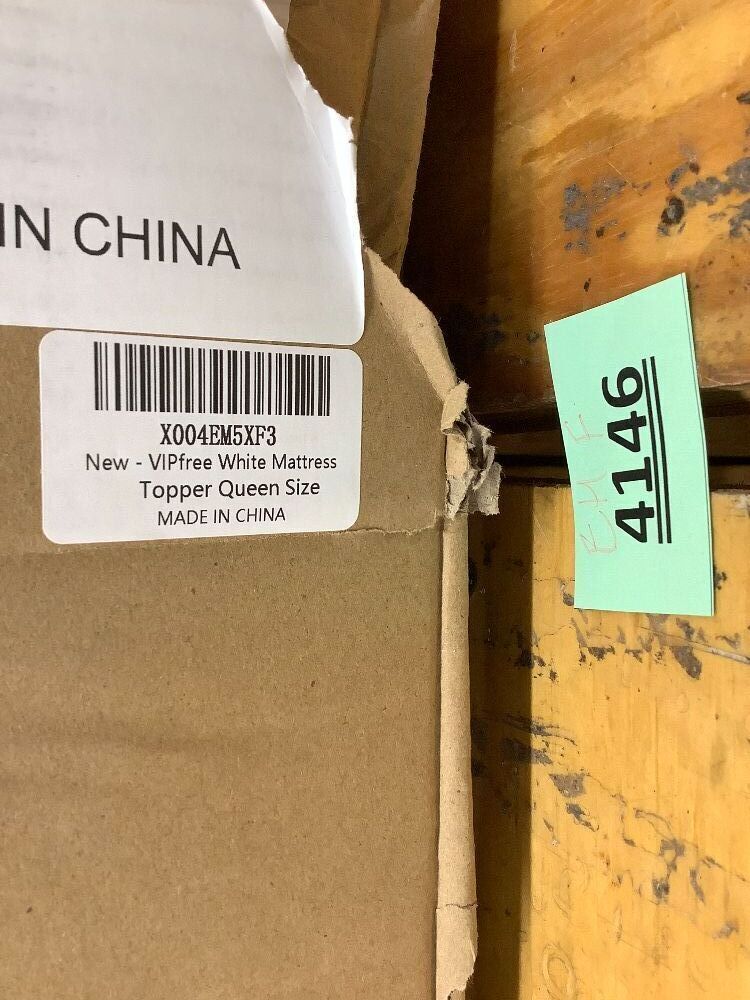 IN CHINA
X004EM5XF3
New - VIPfree White Mattress
Topper Queen Size
MADE IN CHINA
4146